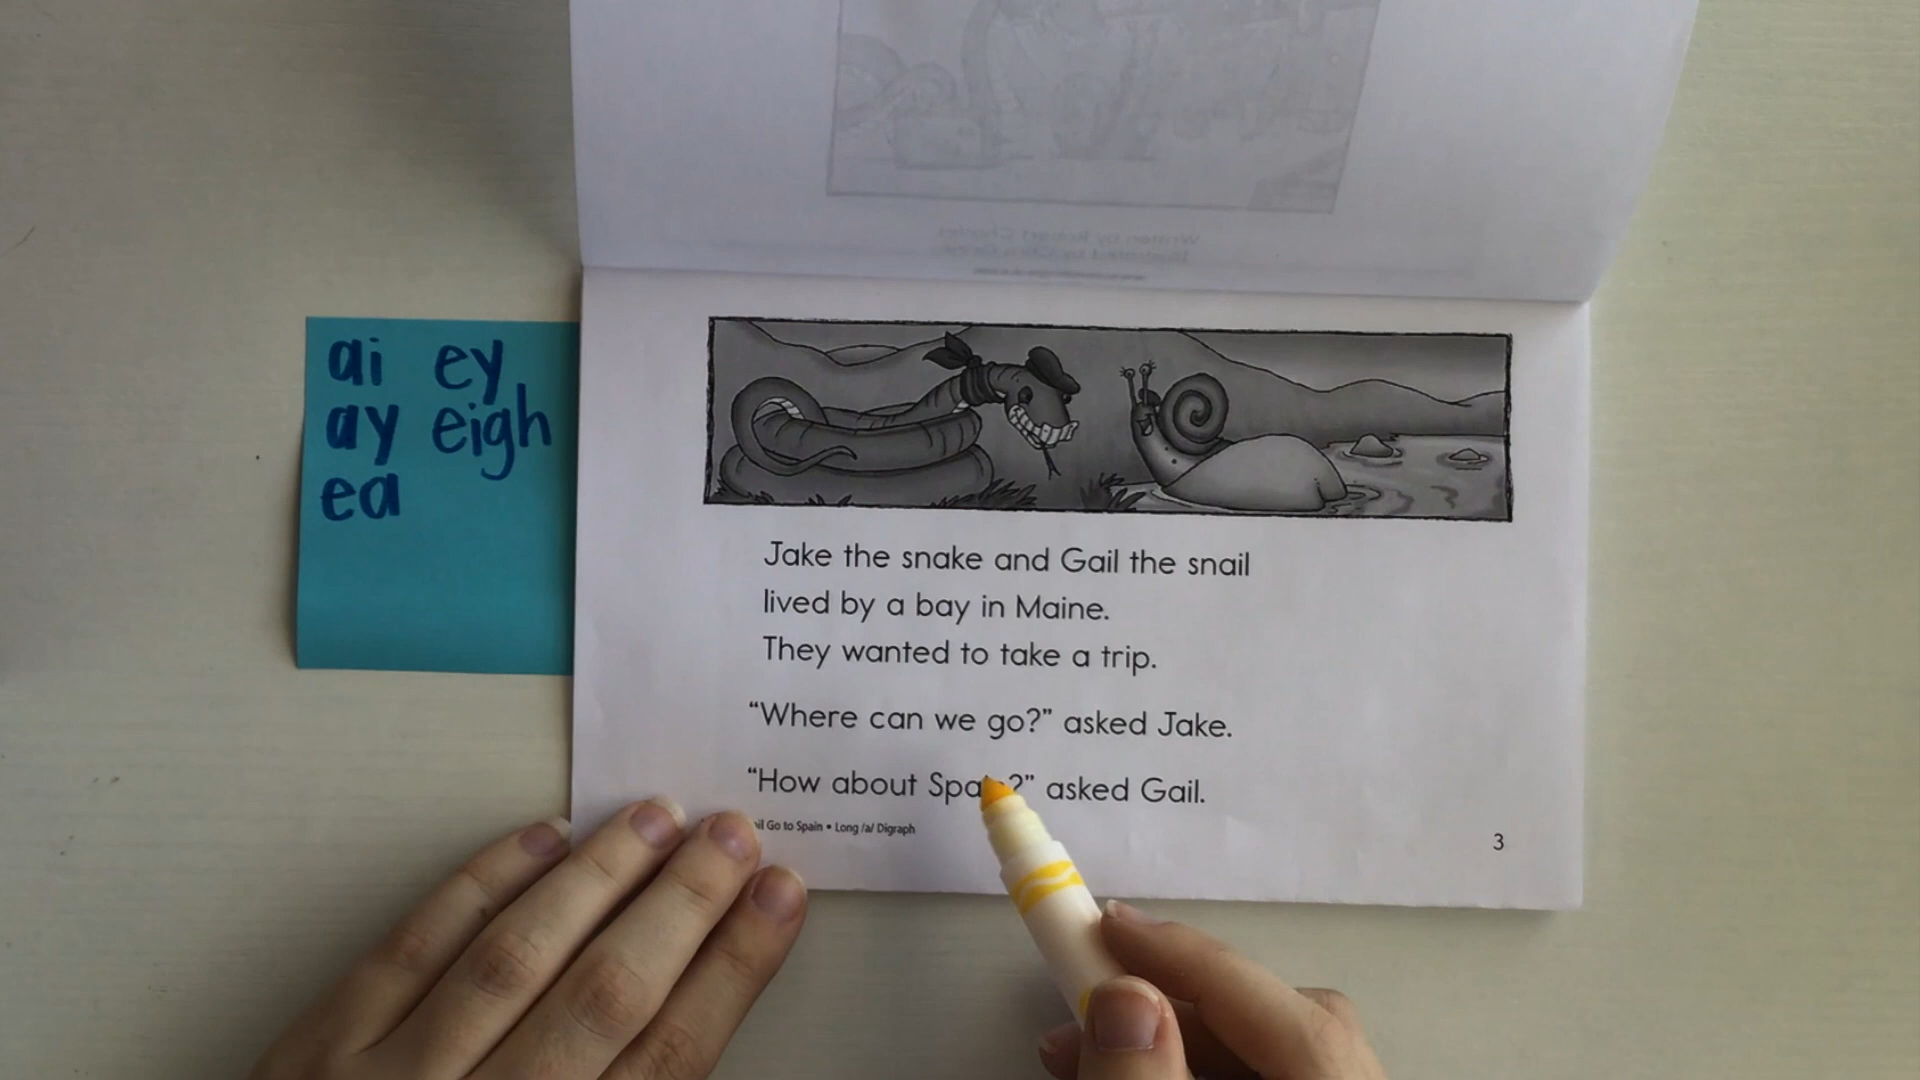 ai ey
ay eigh
ea
Jake the snake and Gail the snail
lived by a bay in Maine.
They wanted to take a trip.
“Where can we go?” asked Jake.
“How about asked Gail.
Go to Spain • Long /a/ Digraph
3